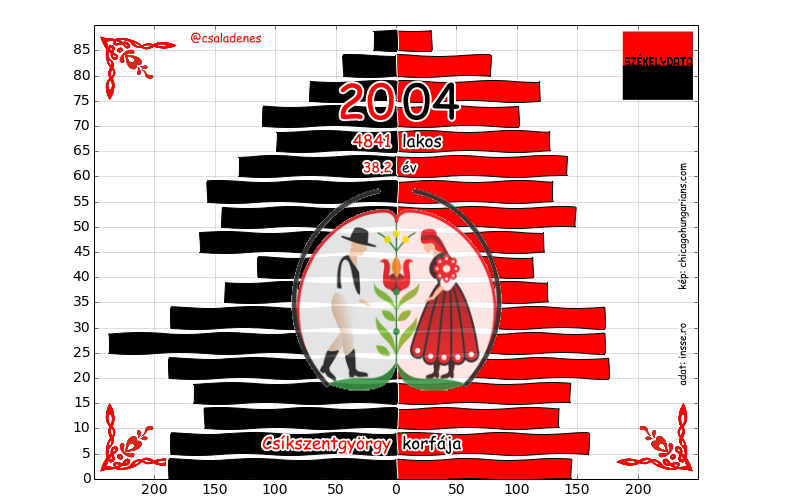 @csaladenes
SZÉKELYDATA
2004
4841 lakos
38.2 év
kép: chicagohungarians.com
adat: insse.ro
Csíkszentgyörgy korfája
85
80
75
70
65
60
55
50
45
40
35
30
25
20
15
10
5
0
200 150 100 50 0 50 100 150 200